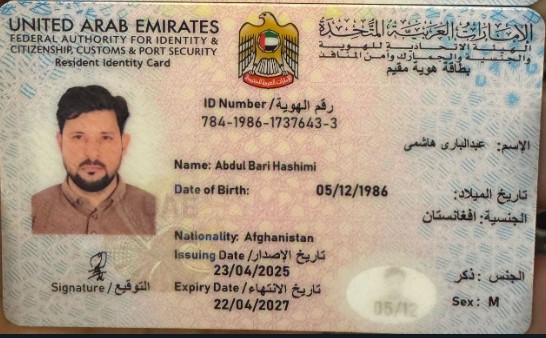 UNITED ARAB EMIRATES
FEDERAL AUTHORITY FOR IDENTITY &
CITIZENSHIP, CUSTOMS & PORT SECURITY
Resident Identity Card
الإمارات العربية المتحدة
الهيئة الاتحادية للهوية
والجنسية والجمارك وأمن المنافذ
بطاقة هوية مقيم
ID Number / رقم الهوية
784-1986-1737643-3
الإسم: عبدالباری هاشمی
Name: Abdul Bari Hashimi
Date of Birth: 05/12/1986 تاريخ الميلاد:
الجنسية: افغانستان
Nationality: Afghanistan
Issuing Date / تاريخ الإصدار
23/04/2025
Expiry Date / تاريخ الانتهاء
22/04/2027
الجنس: ذكر
Sex: M
Signature / التوقيع
05/12